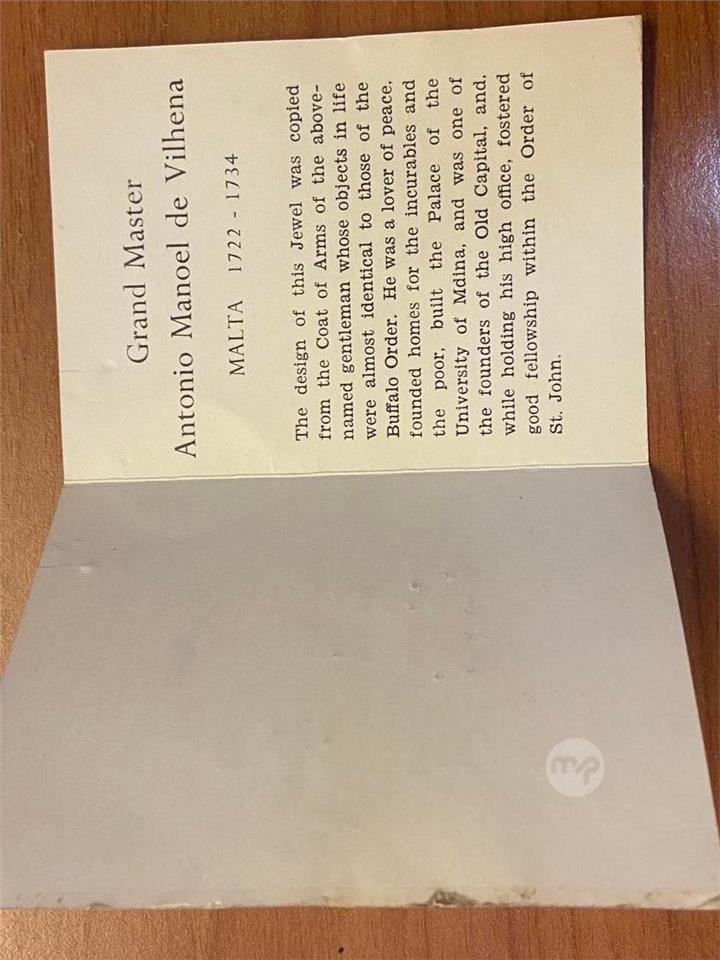 Grand Master
Antonio Manoel de Vilhena
MALTA 1722 - 1734
The design of this Jewel was copied
from the Coat of Arms of the above-
named gentleman whose objects in life
were almost identical to those of the
Buffalo Order. He was a lover of peace,
founded homes for the incurables and
the poor, built the Palace of the
University of Mdina, and was one of
the founders of the Old Capital, and,
while holding his high office, fostered
good fellowship within the Order of
St. John.
mp